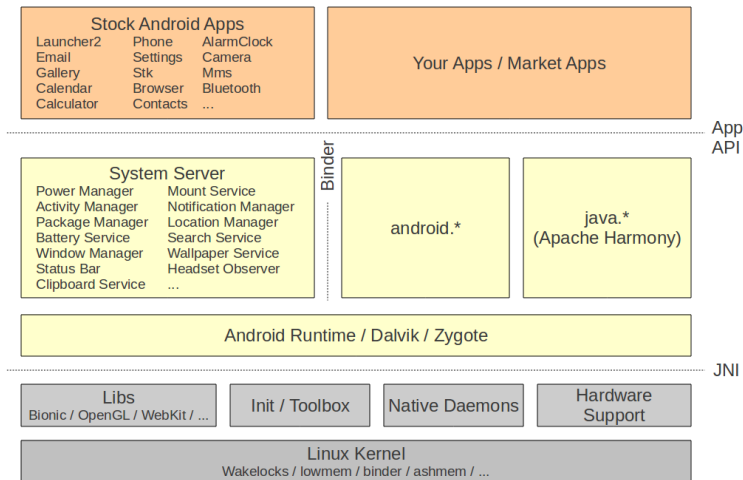 Stock Android Apps
Launcher2 Phone AlarmClock
Email Settings Camera
Gallery Stk Mms
Calendar Browser Bluetooth
Calculator Contacts ...
Your Apps / Market Apps
App
API
System Server
Power Manager Mount Service
Activity Manager Notification Manager
Package Manager Location Manager
Battery Service Search Service
Window Manager Wallpaper Service
Status Bar Headset Observer
Clipboard Service ...
Binder
android.*
java.*
(Apache Harmony)
Android Runtime / Dalvik / Zygote
JNI
Libs
Bionic / OpenGL / WebKit / ...
Init / Toolbox
Native Daemons
Hardware
Support
Linux Kernel
Wakelocks / lowmem / binder / ashmem / ...